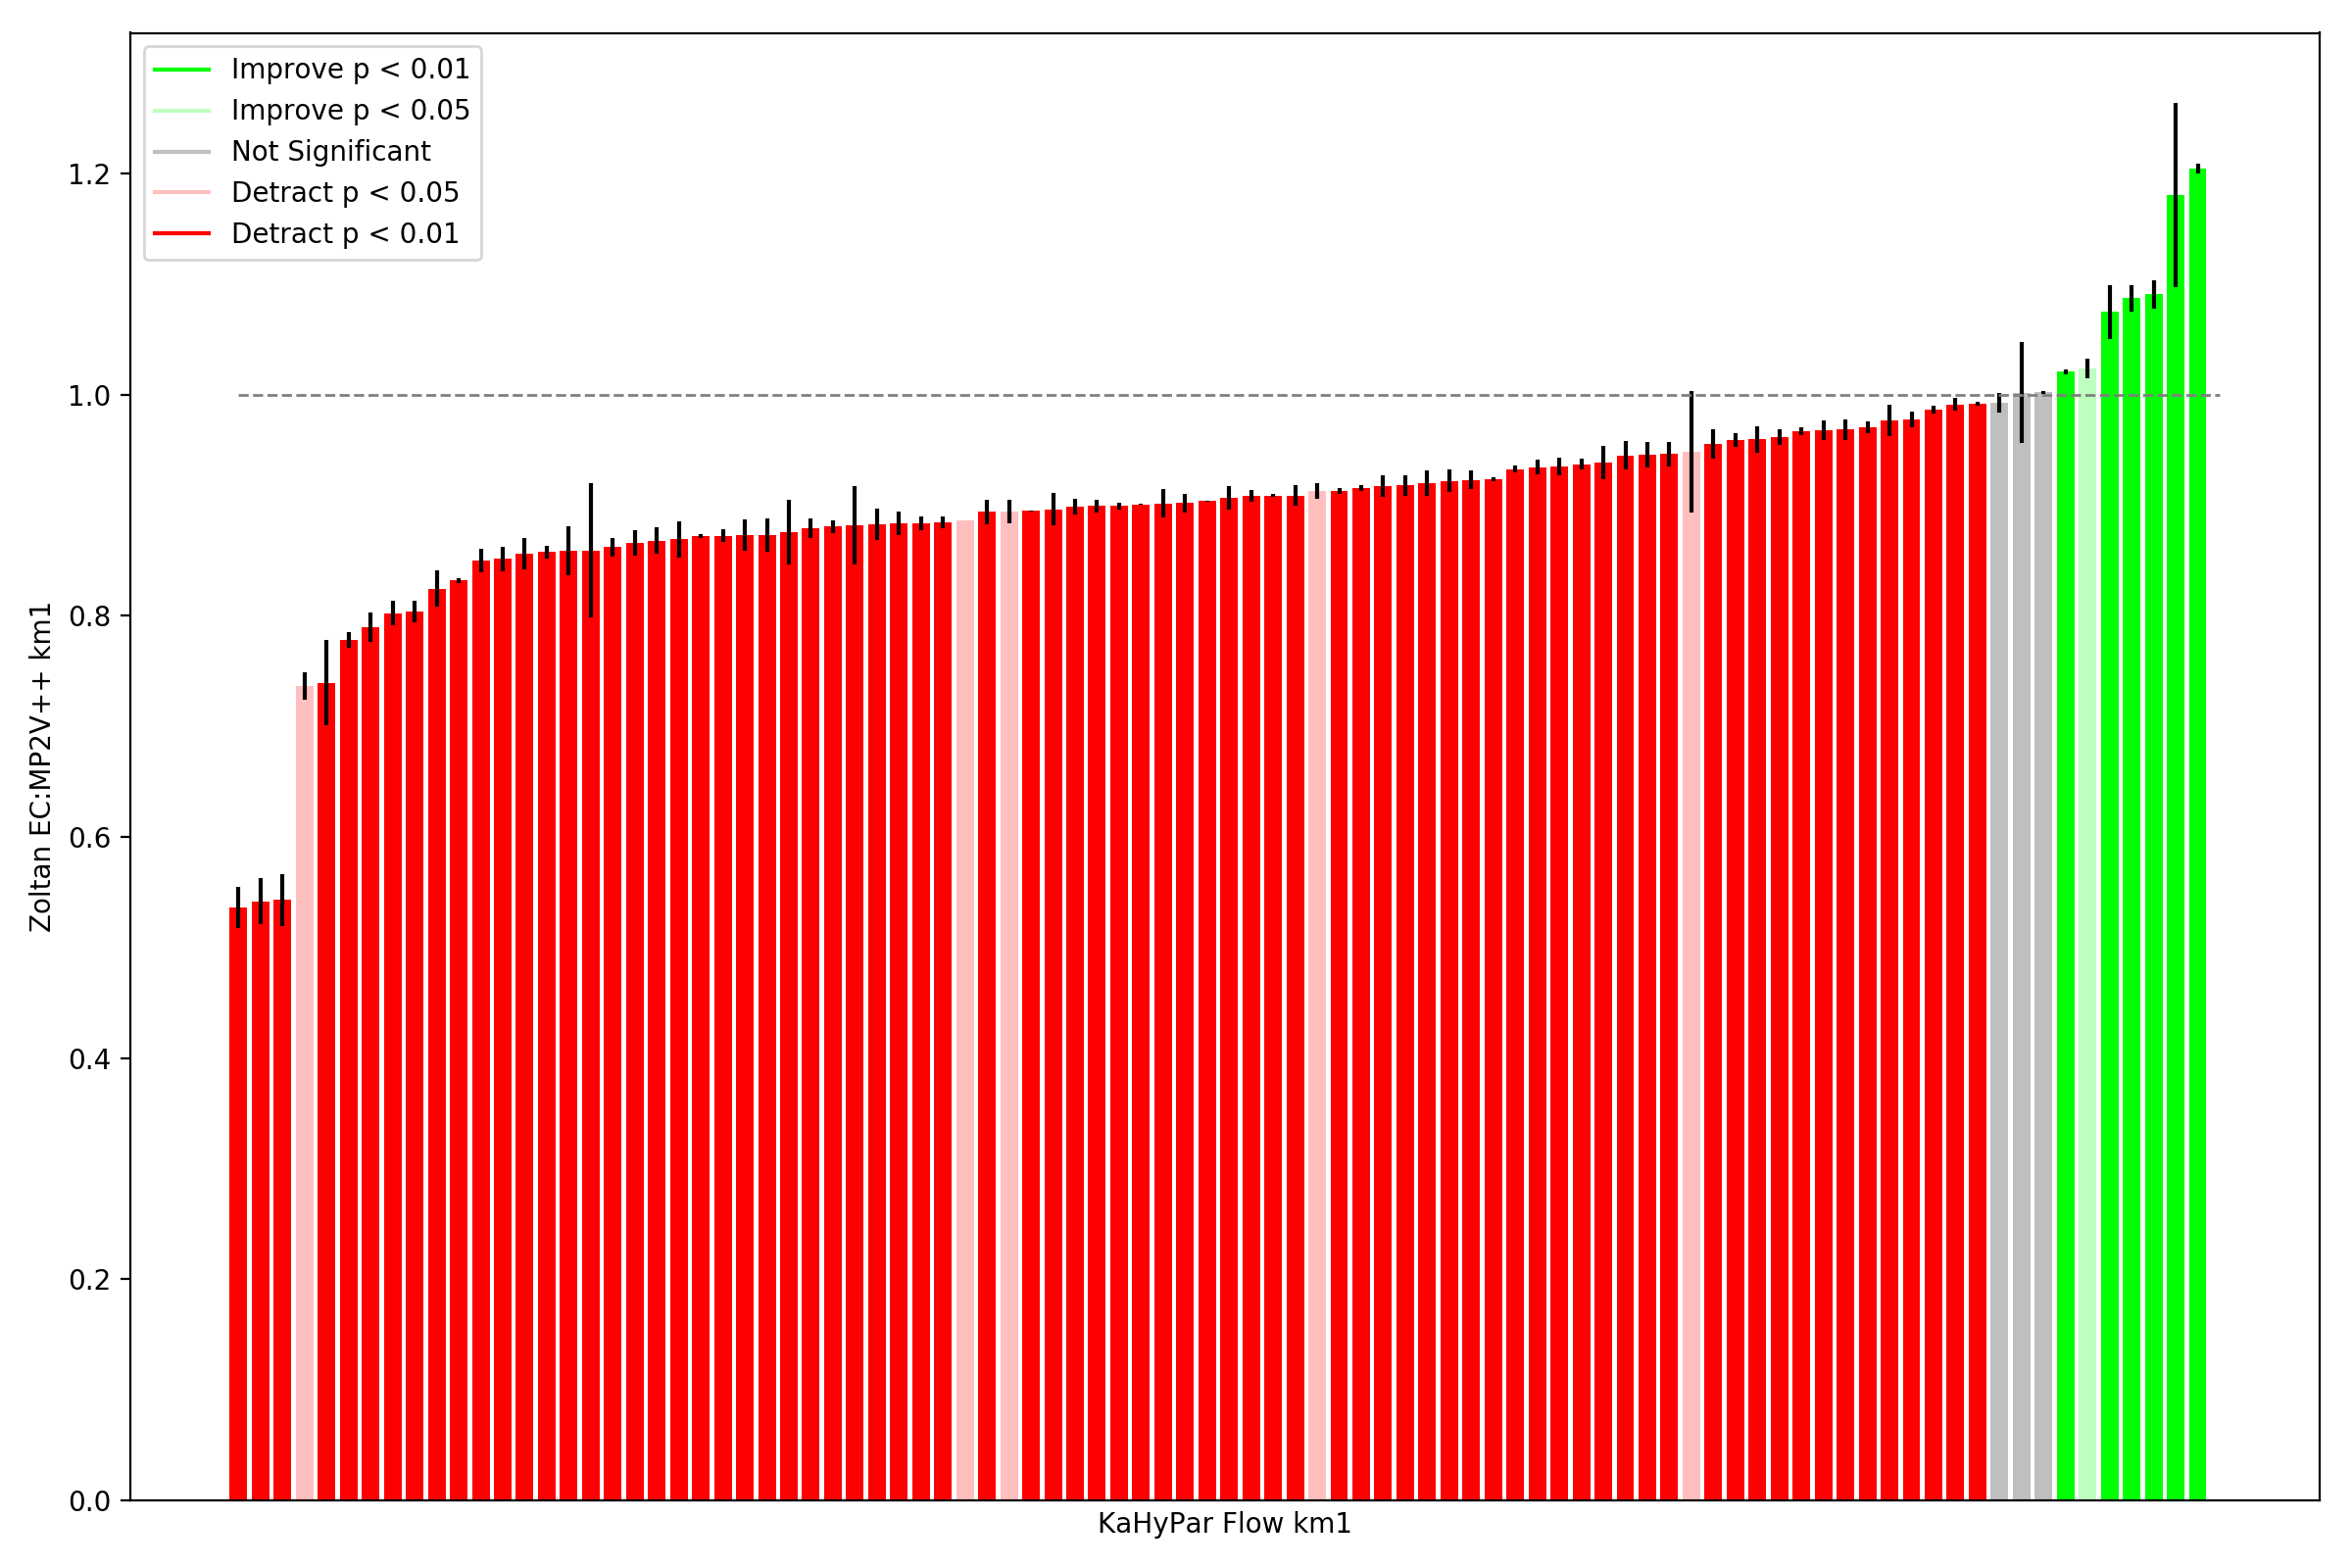 Improve p < 0.01
Improve p < 0.05
Not Significant
Detract p < 0.05
Detract p < 0.01
1.2
1.0
0.8
0.6
0.4
0.2
0.0
Zoltan EC:MP2V++ km1
KaHyPar Flow km1